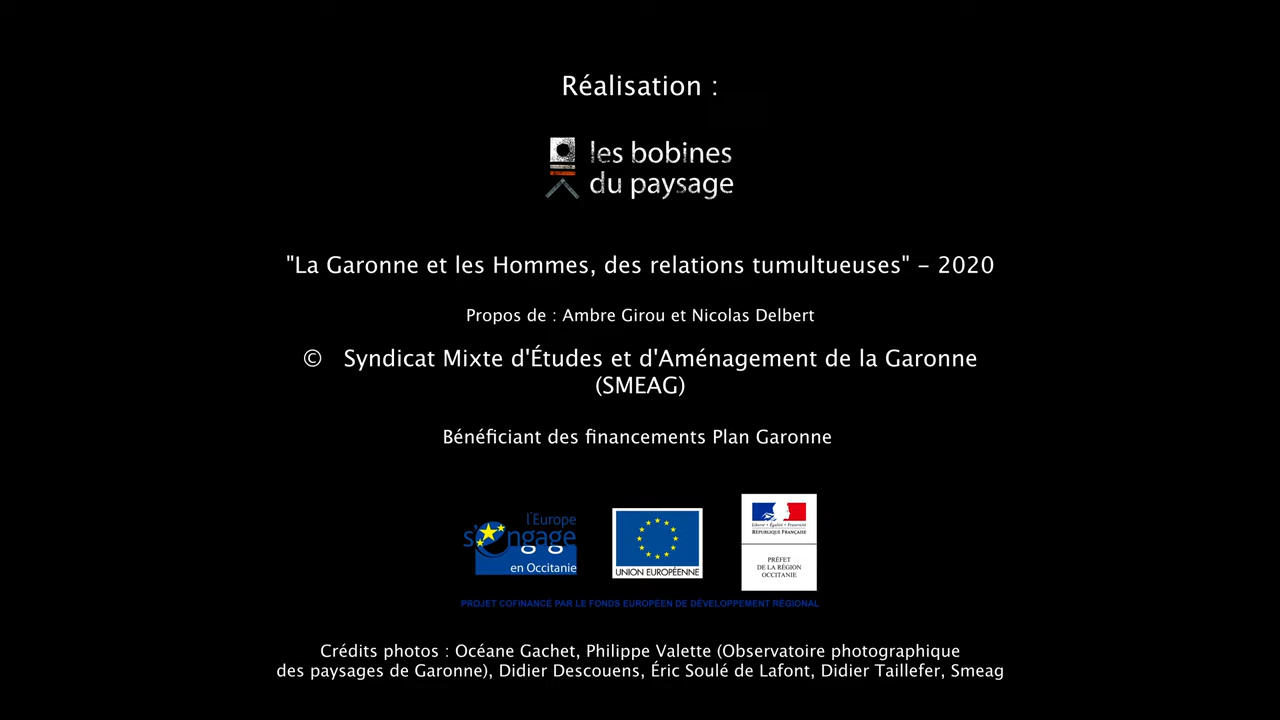 Réalisation :
les bobines
du paysage
"La Garonne et les Hommes, des relations tumultueuses" - 2020
Propos de : Ambre Girou et Nicolas Delbert
© Syndicat Mixte d'Études et d'Aménagement de la Garonne
(SMEAG)
Bénéficiant des financements Plan Garonne
l'Europe
s'engage
en Occitanie
UNION EUROPÉENNE
Liberté • Égalité • Fraternité
RÉPUBLIQUE FRANÇAISE
PRÉFET
DE LA RÉGION
OCCITANIE
PROJET COFINANCÉ PAR LE FONDS EUROPÉEN DE DÉVELOPPEMENT RÉGIONAL
Crédits photos : Océane Gachet, Philippe Valette (Observatoire photographique
des paysages de Garonne), Didier Descouens, Éric Soulé de Lafont, Didier Taillefer, Smeag